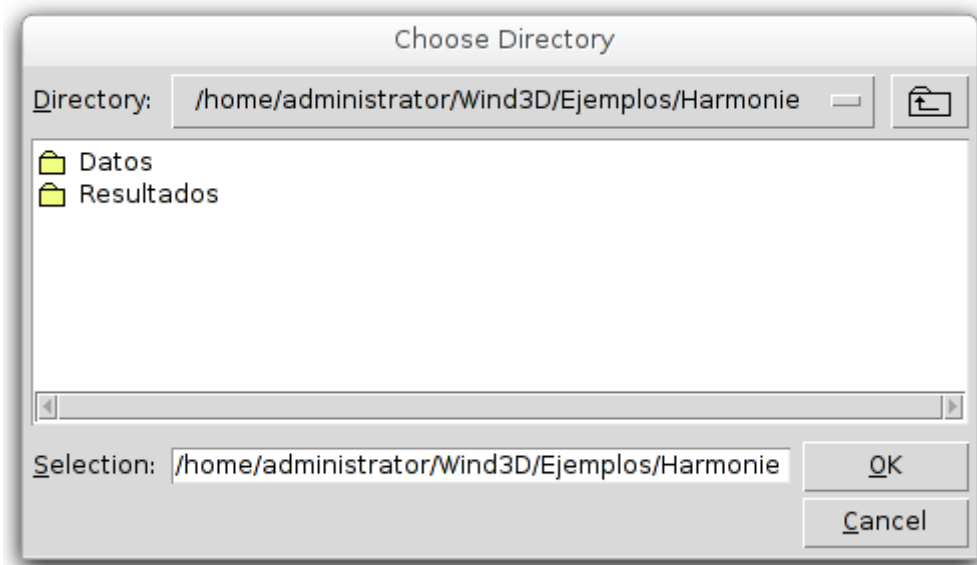 Choose Directory
Directory: /home/administrator/Wind3D/Ejemplos/Harmonie
Datos
Resultados
Selection: /home/administrator/Wind3D/Ejemplos/Harmonie OK
Cancel